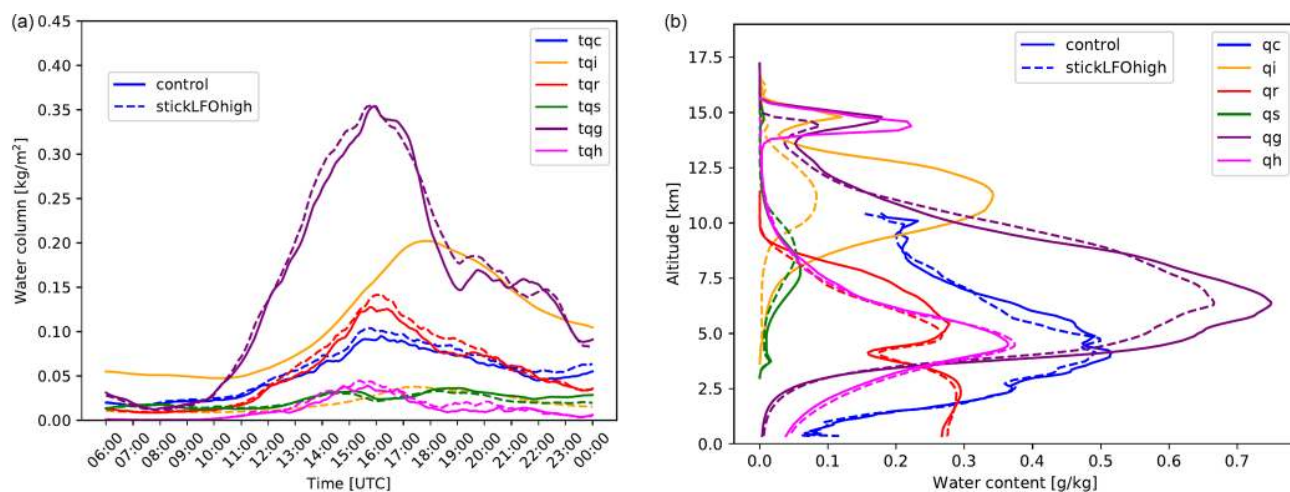 (a)
0.45
0.40
0.35
0.30
0.25
0.20
0.15
0.10
0.05
0.00
Water column [kg/m²]
control
stickLFOhigh
tqc
tqi
tqr
tqs
tqg
tqh
06:00
07:00
08:00
09:00
10:00
11:00
12:00
13:00
14:00
15:00
16:00
17:00
18:00
19:00
20:00
21:00
22:00
23:00
00:00
Time [UTC]
(b)
17.5
15.0
12.5
10.0
7.5
5.0
2.5
0.0
Altitude [km]
control
stickLFOhigh
qc
qi
qr
qs
qg
qh
0.0 0.1 0.2 0.3 0.4 0.5 0.6 0.7
Water content [g/kg]